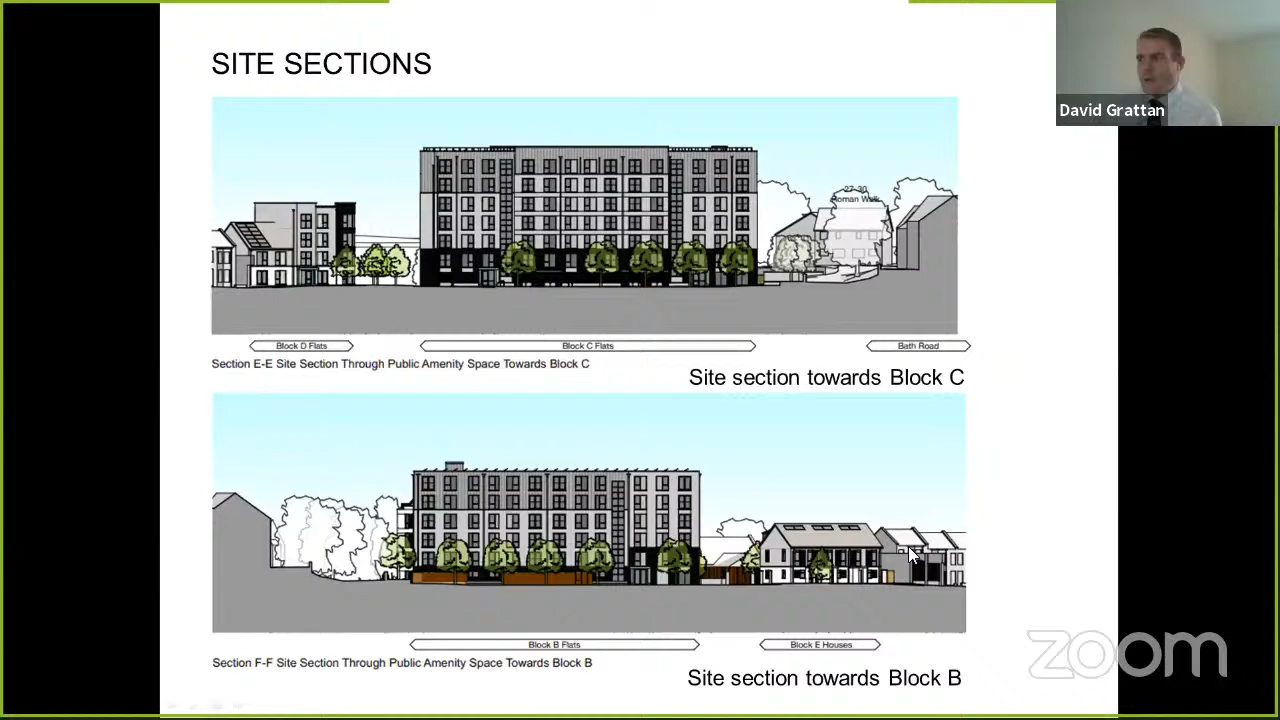 SITE SECTIONS
David Grattan
Roman Walk
Block D Flats
Block C Flats
Bath Road
Section E-E Site Section Through Public Amenity Space Towards Block C
Site section towards Block C
Block B Flats
Block E Houses
Section F-F Site Section Through Public Amenity Space Towards Block B
Site section towards Block B
zoom